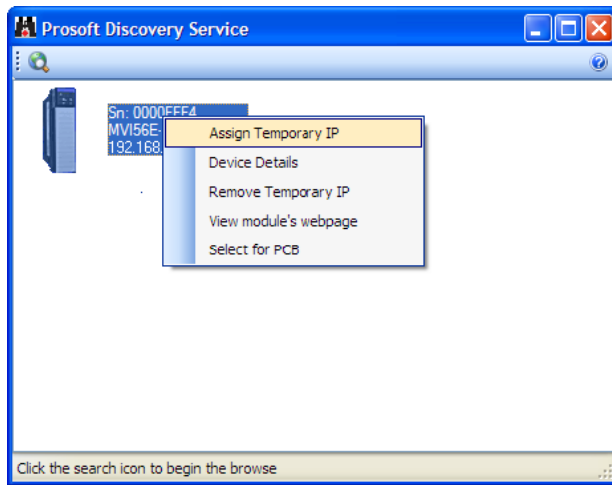 Prosoft Discovery Service
Sn: 0000FFF4
MVI56E-
192.168.
Assign Temporary IP
Device Details
Remove Temporary IP
View module's webpage
Select for PCB
Click the search icon to begin the browse